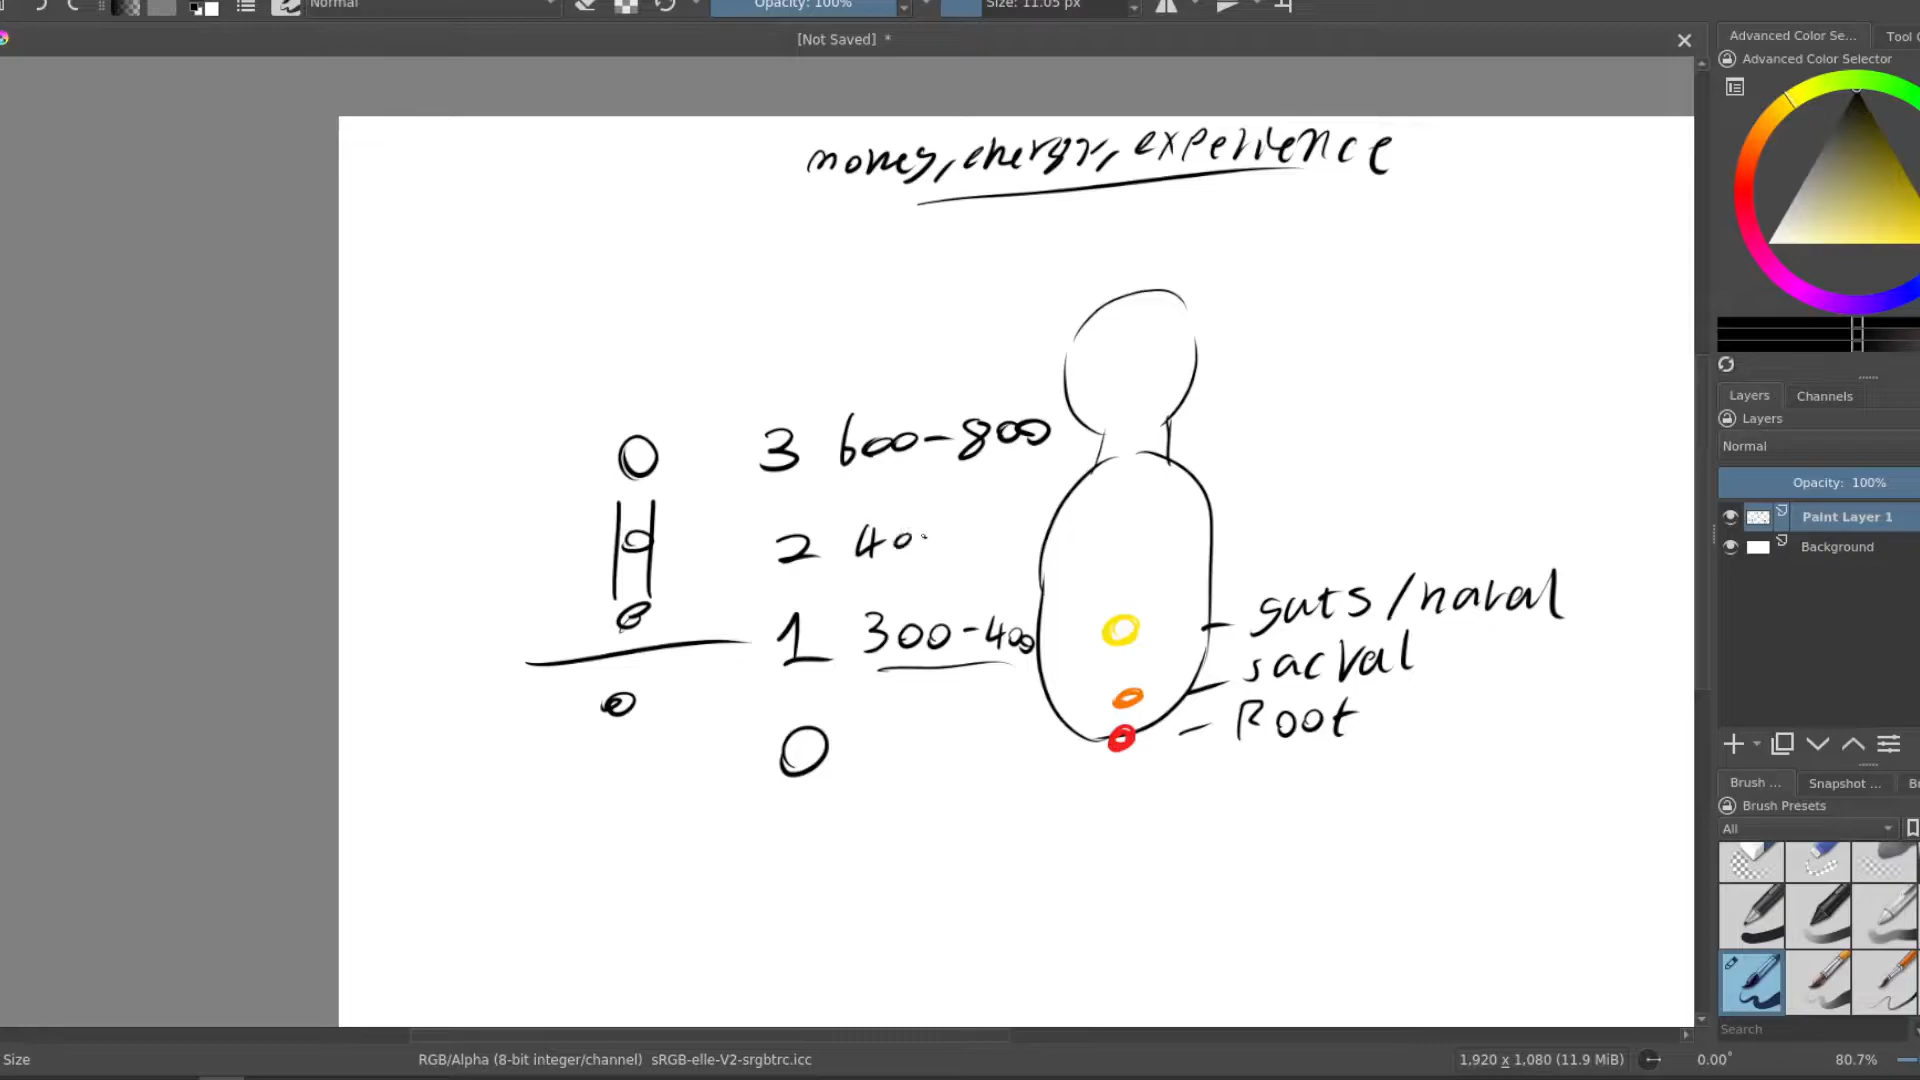 Normal
Opacity: 100%
Size: 11.05 px
[Not Saved] *
Advanced Color Se...
Tool
Advanced Color Selector
money, energy, experience
3 600-800
2 40
1 300-400
0
guts/naval
sacral
Root
Layers
Channels
Layers
Normal
Opacity: 100%
Paint Layer 1
Background
Brush ...
Snapshot ...
Brush Presets
All
Search
Size
RGB/Alpha (8-bit integer/channel) sRGB-elle-V2-srgbtrc.icc
1,920 x 1,080 (11.9 MiB)
0.00°
80.7%